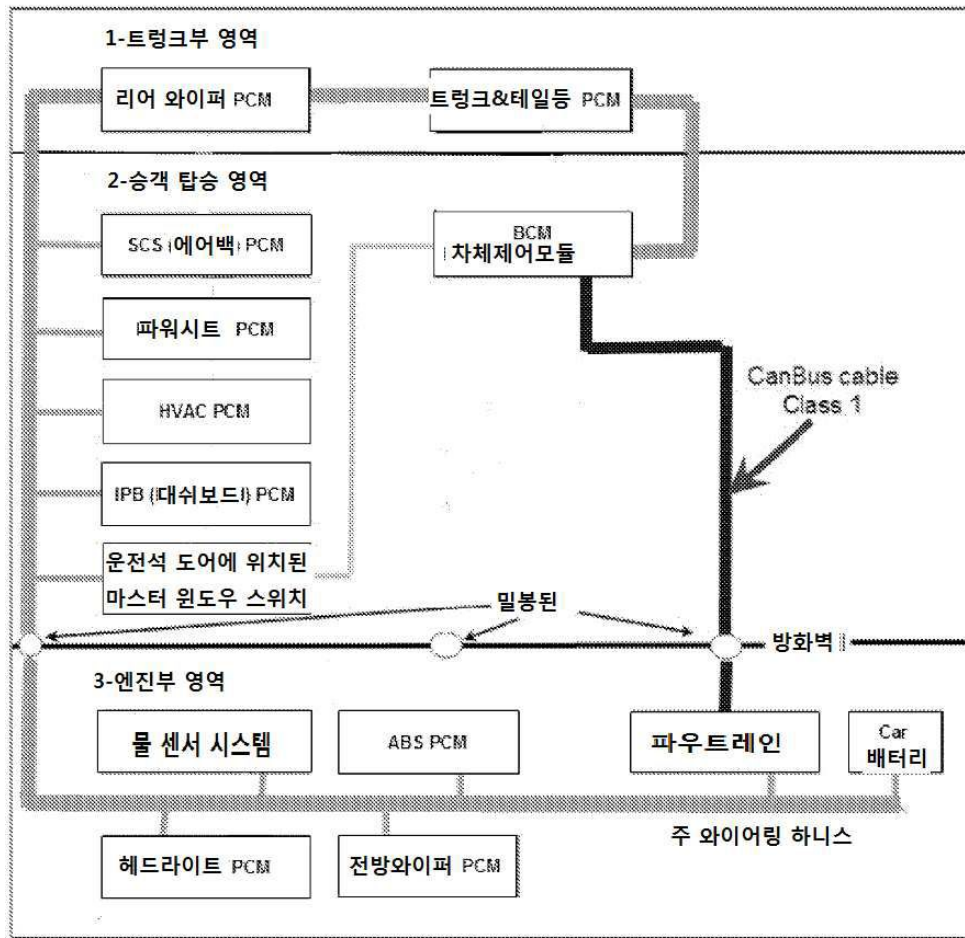 1-트렁크부 영역
리어 와이퍼 PCM
트렁크&테일등 PCM
2-승객 탑승 영역
SCS (에어백) PCM
BCM
차체제어모듈
파워시트 PCM
CanBus cable
Class 1
HVAC PCM
IPB (대쉬보드) PCM
운전석 도어에 위치된
마스터 윈도우 스위치
밀봉된
방화벽
3-엔진부 영역
물 센서 시스템
ABS PCM
파우트레인
Car
배터리
주 와이어링 하니스
헤드라이트 PCM
전방와이퍼 PCM